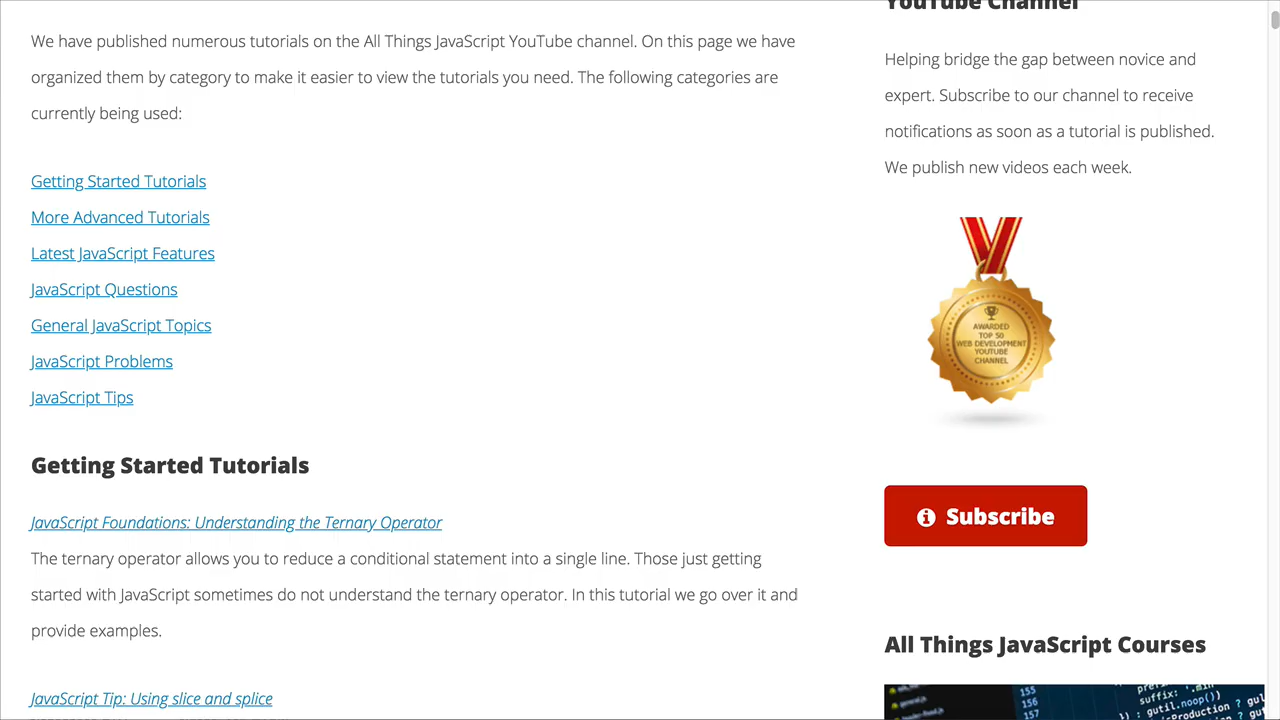 We have published numerous tutorials on the All Things JavaScript YouTube channel. On this page we have
organized them by category to make it easier to view the tutorials you need. The following categories are
currently being used:
Getting Started Tutorials
More Advanced Tutorials
Latest JavaScript Features
JavaScript Questions
General JavaScript Topics
JavaScript Problems
JavaScript Tips
Getting Started Tutorials
JavaScript Foundations: Understanding the Ternary Operator
The ternary operator allows you to reduce a conditional statement into a single line. Those just getting
started with JavaScript sometimes do not understand the ternary operator. In this tutorial we go over it and
provide examples.
JavaScript Tip: Using slice and splice
YouTube Channel
Helping bridge the gap between novice and
expert. Subscribe to our channel to receive
notifications as soon as a tutorial is published.
We publish new videos each week.
AWARDED
TOP 50
WEB DEVELOPMENT
YOUTUBE
CHANNEL
Subscribe
All Things JavaScript Courses
155
156
157
suffix: '.min
} : gutil.noop()